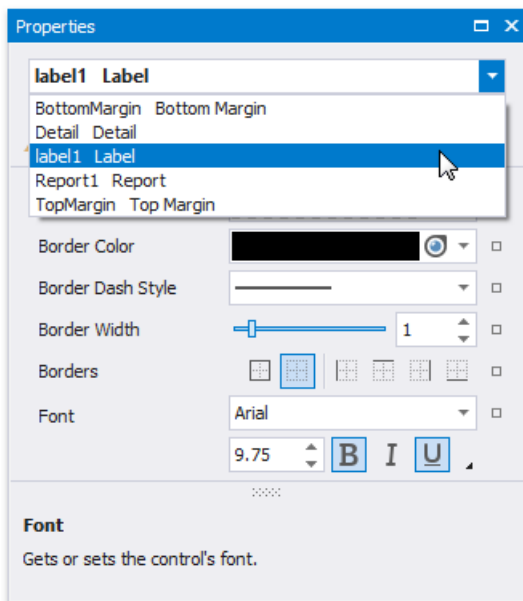 Properties
label1 Label
BottomMargin Bottom Margin
Detail Detail
label1 Label
Report1 Report
TopMargin Top Margin
Border Color
Border Dash Style
Border Width 1
Borders
Font Arial
9.75 B I U
Font
Gets or sets the control's font.